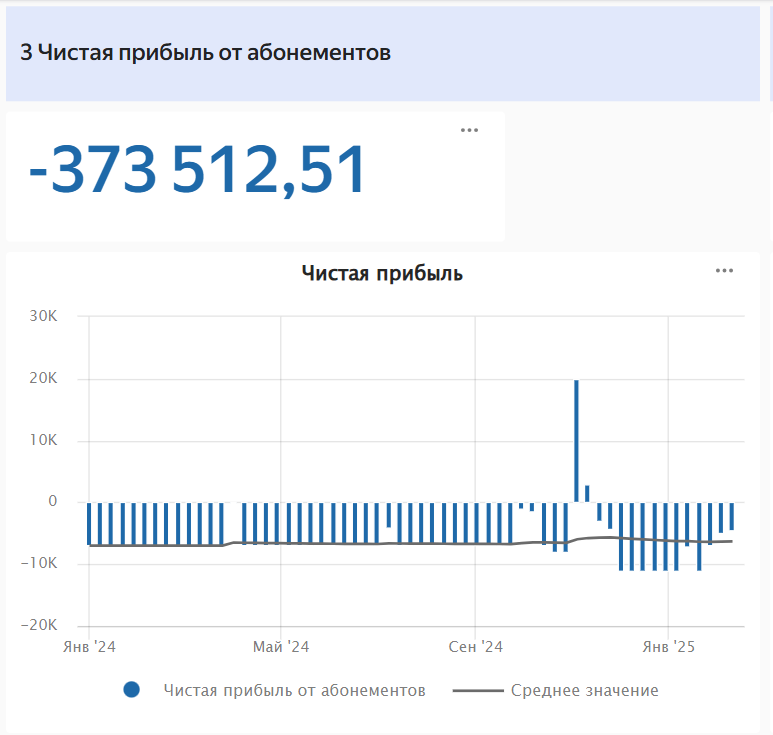 3 Чистая прибыль от абонементов
-373 512,51
Чистая прибыль
30K
20K
10K
0
-10K
-20K
Янв '24
Май '24
Сен '24
Янв '25
Чистая прибыль от абонементов
Среднее значение